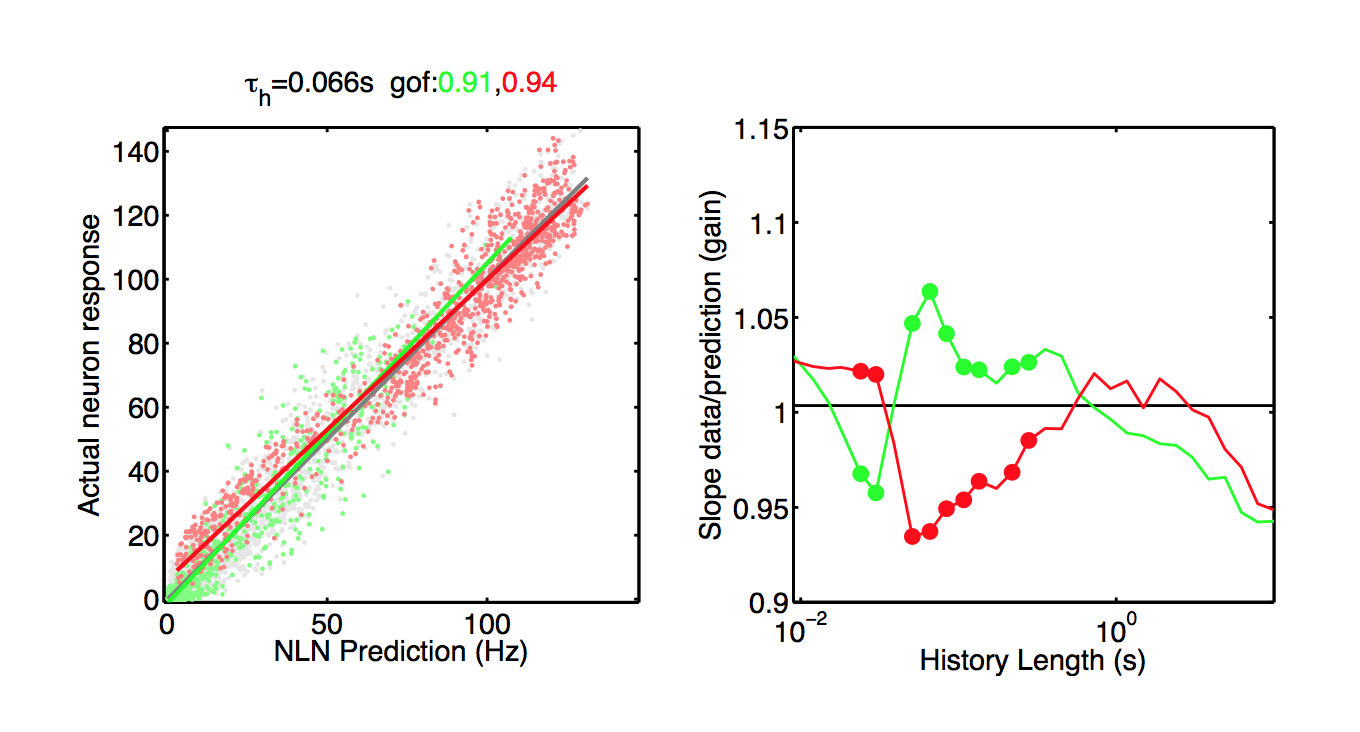 τh=0.066s gof:0.91,0.94
Actual neuron response
140
120
100
80
60
40
20
0
0 50 100
NLN Prediction (Hz)
Slope data/prediction (gain)
1.15
1.1
1.05
1
0.95
0.9
10−2 100
History Length (s)